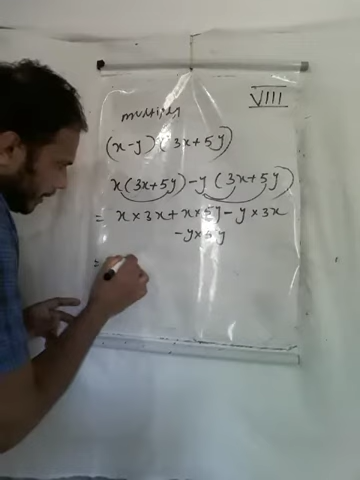 VIII
multiply
(x-y) (3x+5y)
x(3x+5y)-y(3x+5y)
= x×3x+x×5y-y×3x
-y×5y
=